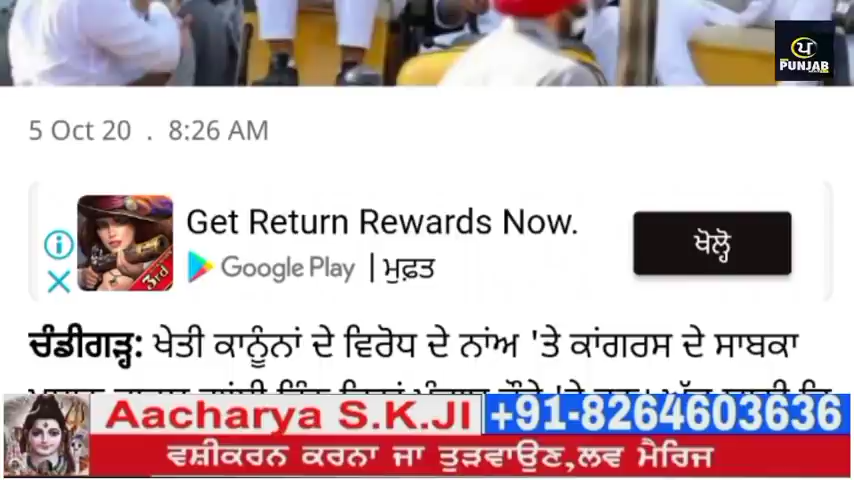 ਪ
PUNJAB
5 Oct 20 . 8:26 AM
Get Return Rewards Now.
Google Play | ਮੁਫ਼ਤ
ਖੋਲ੍ਹੋ
3rd
ਚੰਡੀਗੜ੍ਹ: ਖੇਤੀ ਕਾਨੂੰਨਾਂ ਦੇ ਵਿਰੋਧ ਦੇ ਨਾਂਅ 'ਤੇ ਕਾਂਗਰਸ ਦੇ ਸਾਬਕਾ
Aacharya S.K.JI +91-8264603636
ਵਸ਼ੀਕਰਨ ਕਰਨਾ ਜਾ ਤੁੜਵਾਉਣ,ਲਵ ਮੈਰਿਜ